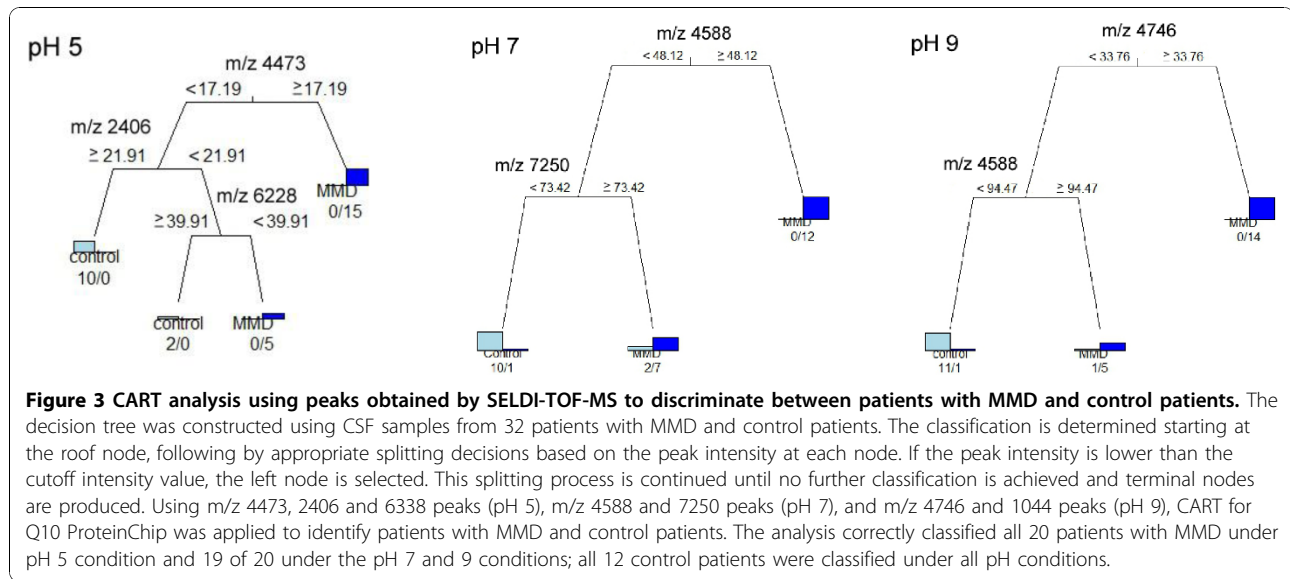 pH 5
m/z 4473
<17.19 ≥17.19
m/z 2406
≥ 21.91 < 21.91
m/z 6228
≥39.91 <39.91
MMD
0/15
control
10/0
control
2/0
MMD
0/5
pH 7
m/z 4588
< 48.12 ≥ 48.12
m/z 7250
< 73.42 ≥ 73.42
MMD
0/12
Control
10/1
MMD
2/7
pH 9
m/z 4746
< 33.76 ≥ 33.76
m/z 4588
< 94.47 ≥ 94.47
MMD
0/14
control
11/1
MMD
1/5
Figure 3 CART analysis using peaks obtained by SELDI-TOF-MS to discriminate between patients with MMD and control patients. The
decision tree was constructed using CSF samples from 32 patients with MMD and control patients. The classification is determined starting at
the roof node, following by appropriate splitting decisions based on the peak intensity at each node. If the peak intensity is lower than the
cutoff intensity value, the left node is selected. This splitting process is continued until no further classification is achieved and terminal nodes
are produced. Using m/z 4473, 2406 and 6338 peaks (pH 5), m/z 4588 and 7250 peaks (pH 7), and m/z 4746 and 1044 peaks (pH 9), CART for
Q10 ProteinChip was applied to identify patients with MMD and control patients. The analysis correctly classified all 20 patients with MMD under
pH 5 condition and 19 of 20 under the pH 7 and 9 conditions; all 12 control patients were classified under all pH conditions.